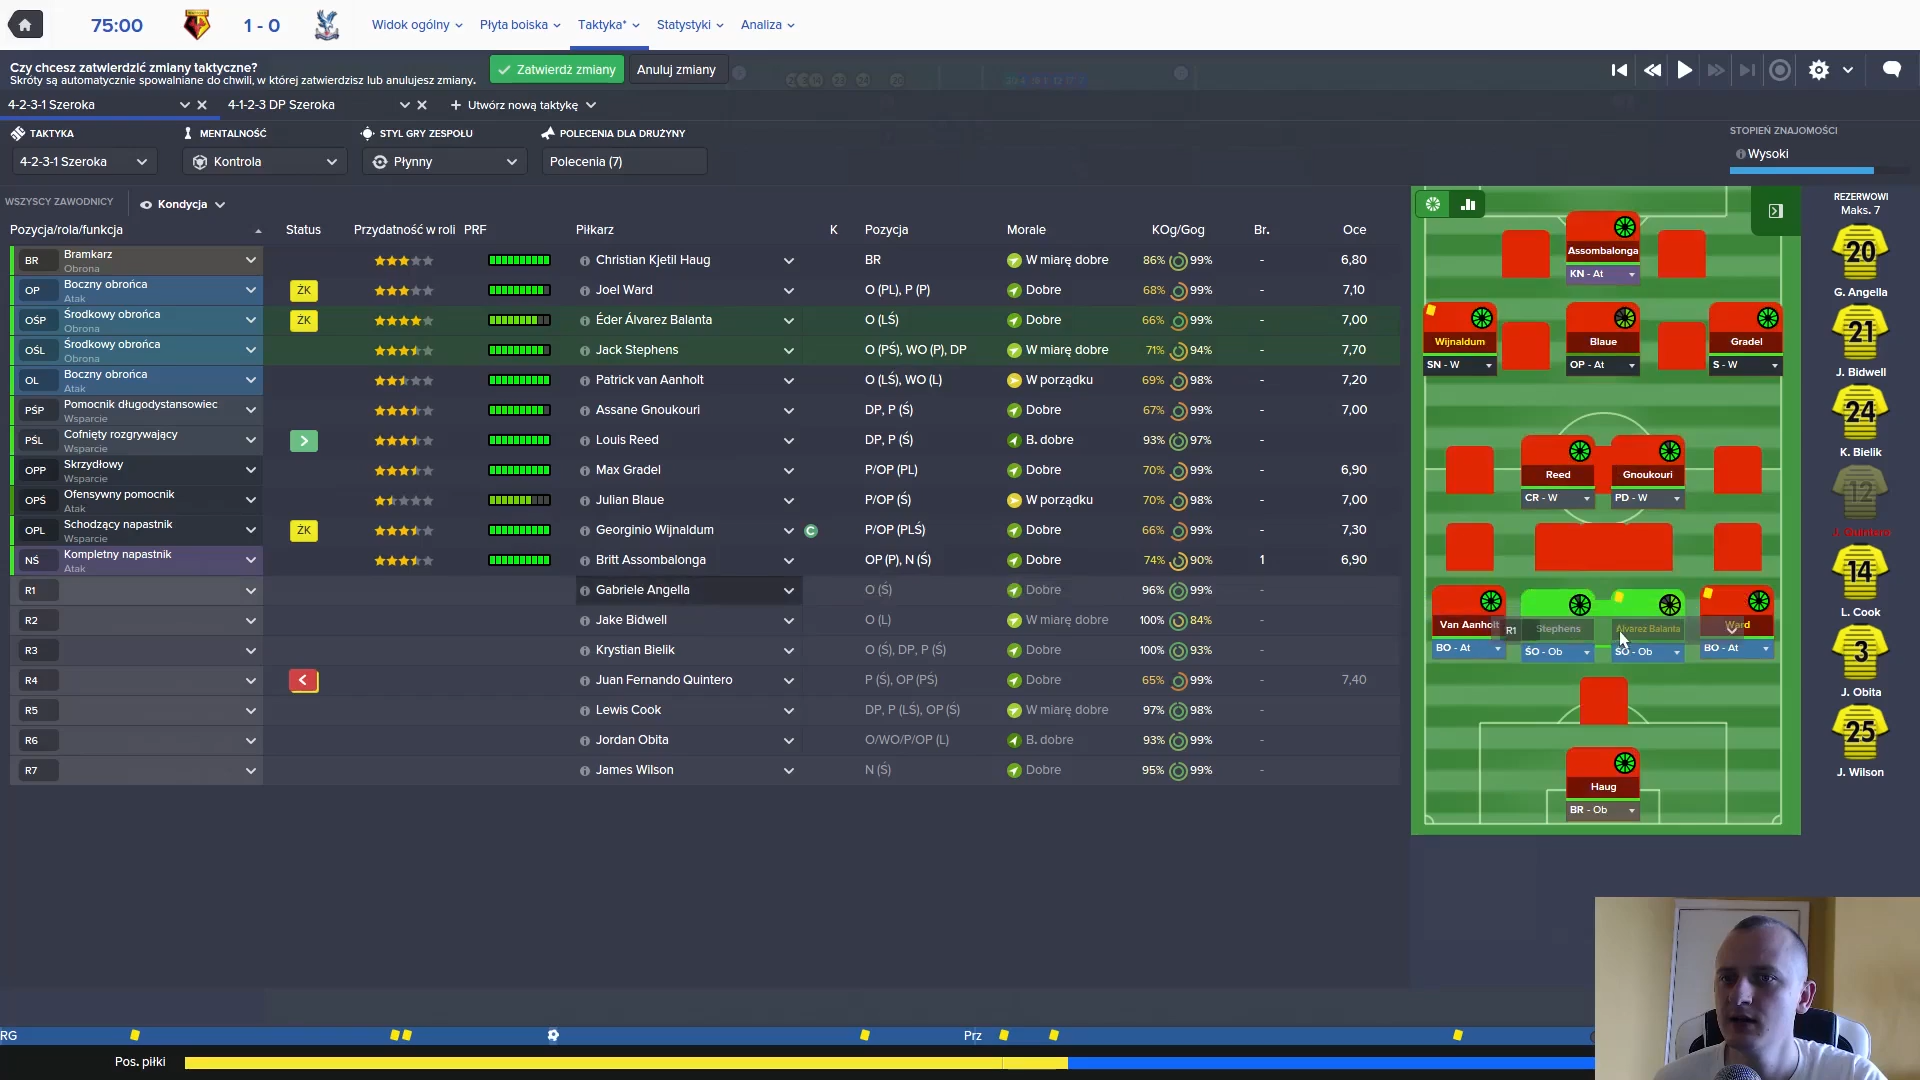 75:00
1 - 0
Widok ogólny
Płyta boiska
Taktyka*
Statystyki
Analiza
Czy chcesz zatwierdzić zmiany taktyczne?
Skróty są automatycznie spowalniane do chwili, w której zatwierdzisz lub anulujesz zmiany.
Zatwierdż zmiany
Anuluj zmiany
4-2-3-1 Szeroka
4-1-2-3 DP Szeroka
Utwórz nową taktykę
TAKTYKA
MENTALNOŚĆ
STYL GRY ZESPOŁU
POLECENIA DLA DRUŻYNY
4-2-3-1 Szeroka
Kontrola
Płynny
Polecenia (7)
STOPIEŃ ZNAJOMOŚCI
Wysoki
WSZYSCY ZAWODNICY
Kondycja
Pozycja/rola/funkcja
Status
Przydatność w roli
PRF
Piłkarz
K
Pozycja
Morale
KOg/Gog
Br.
Oce
BR Bramkarz Obrona Christian Kjetil Haug BR W miarę dobre 86% 99% - 6,80
OP Boczny obrońca Atak ŻK Joel Ward O (PL), P (P) Dobre 68% 99% - 7,10
OŚP Środkowy obrońca Obrona ŻK Éder Álvarez Balanta O (LŚ) Dobre 66% 99% - 7,00
OŚL Środkowy obrońca Obrona Jack Stephens O (PŚ), WO (P), DP W miarę dobre 71% 94% - 7,70
OL Boczny obrońca Atak Patrick van Aanholt O (LŚ), WO (L) W porządku 69% 98% - 7,20
PŚP Pomocnik długodystansowiec Wsparcie Assane Gnoukouri DP, P (Ś) Dobre 67% 99% - 7,00
PŚL Cofnięty rozgrywający Wsparcie Louis Reed DP, P (Ś) B. dobre 93% 97% -
OPP Skrzydłowy Wsparcie Max Gradel P/OP (PL) Dobre 70% 99% - 6,90
OPŚ Ofensywny pomocnik Atak Julian Blaue P/OP (Ś) W porządku 70% 98% - 7,00
OPL Schodzący napastnik Wsparcie ŻK Georginio Wijnaldum C P/OP (PLŚ) Dobre 66% 99% - 7,30
NŚ Kompletny napastnik Atak Britt Assombalonga OP (P), N (Ś) Dobre 74% 90% 1 6,90
R1 Gabriele Angella O (Ś) Dobre 96% 99% -
R2 Jake Bidwell O (L) W miarę dobre 100% 84% -
R3 Krystian Bielik O (Ś), DP, P (Ś) Dobre 100% 93% -
R4 Juan Fernando Quintero P (Ś), OP (PŚ) Dobre 65% 99% - 7,40
R5 Lewis Cook DP, P (LŚ), OP (Ś) W miarę dobre 97% 98% -
R6 Jordan Obita O/WO/P/OP (L) B. dobre 93% 99% -
R7 James Wilson N (Ś) Dobre 95% 99% -
Assombalonga
KN - At
Wijnaldum
SN - W
Blaue
OP - At
Gradel
S - W
Reed
CR - W
Gnoukouri
PD - W
Van Aanholt
BO - At
R1
Stephens
ŚO - Ob
Álvarez Balanta
ŚO - Ob
Ward
BO - At
Haug
BR - Ob
REZERWOWI
Maks. 7
20
G. Angella
21
J. Bidwell
24
K. Bielik
12
J. Quintero
14
L. Cook
3
J. Obita
25
J. Wilson
RG
Prz
Pos. piłki